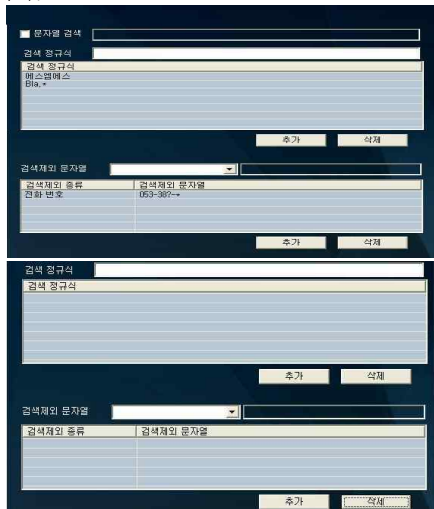 문자열 검색
검색 정규식
검색 정규식
에스엠에스
Bla.*
추가 삭제
검색제외 문자열
검색제외 종류 검색제외 문자열
전화 번호 053-382-*
추가 삭제
검색 정규식
검색 정규식
추가 삭제
검색제외 문자열
검색제외 종류 검색제외 문자열
추가 삭제